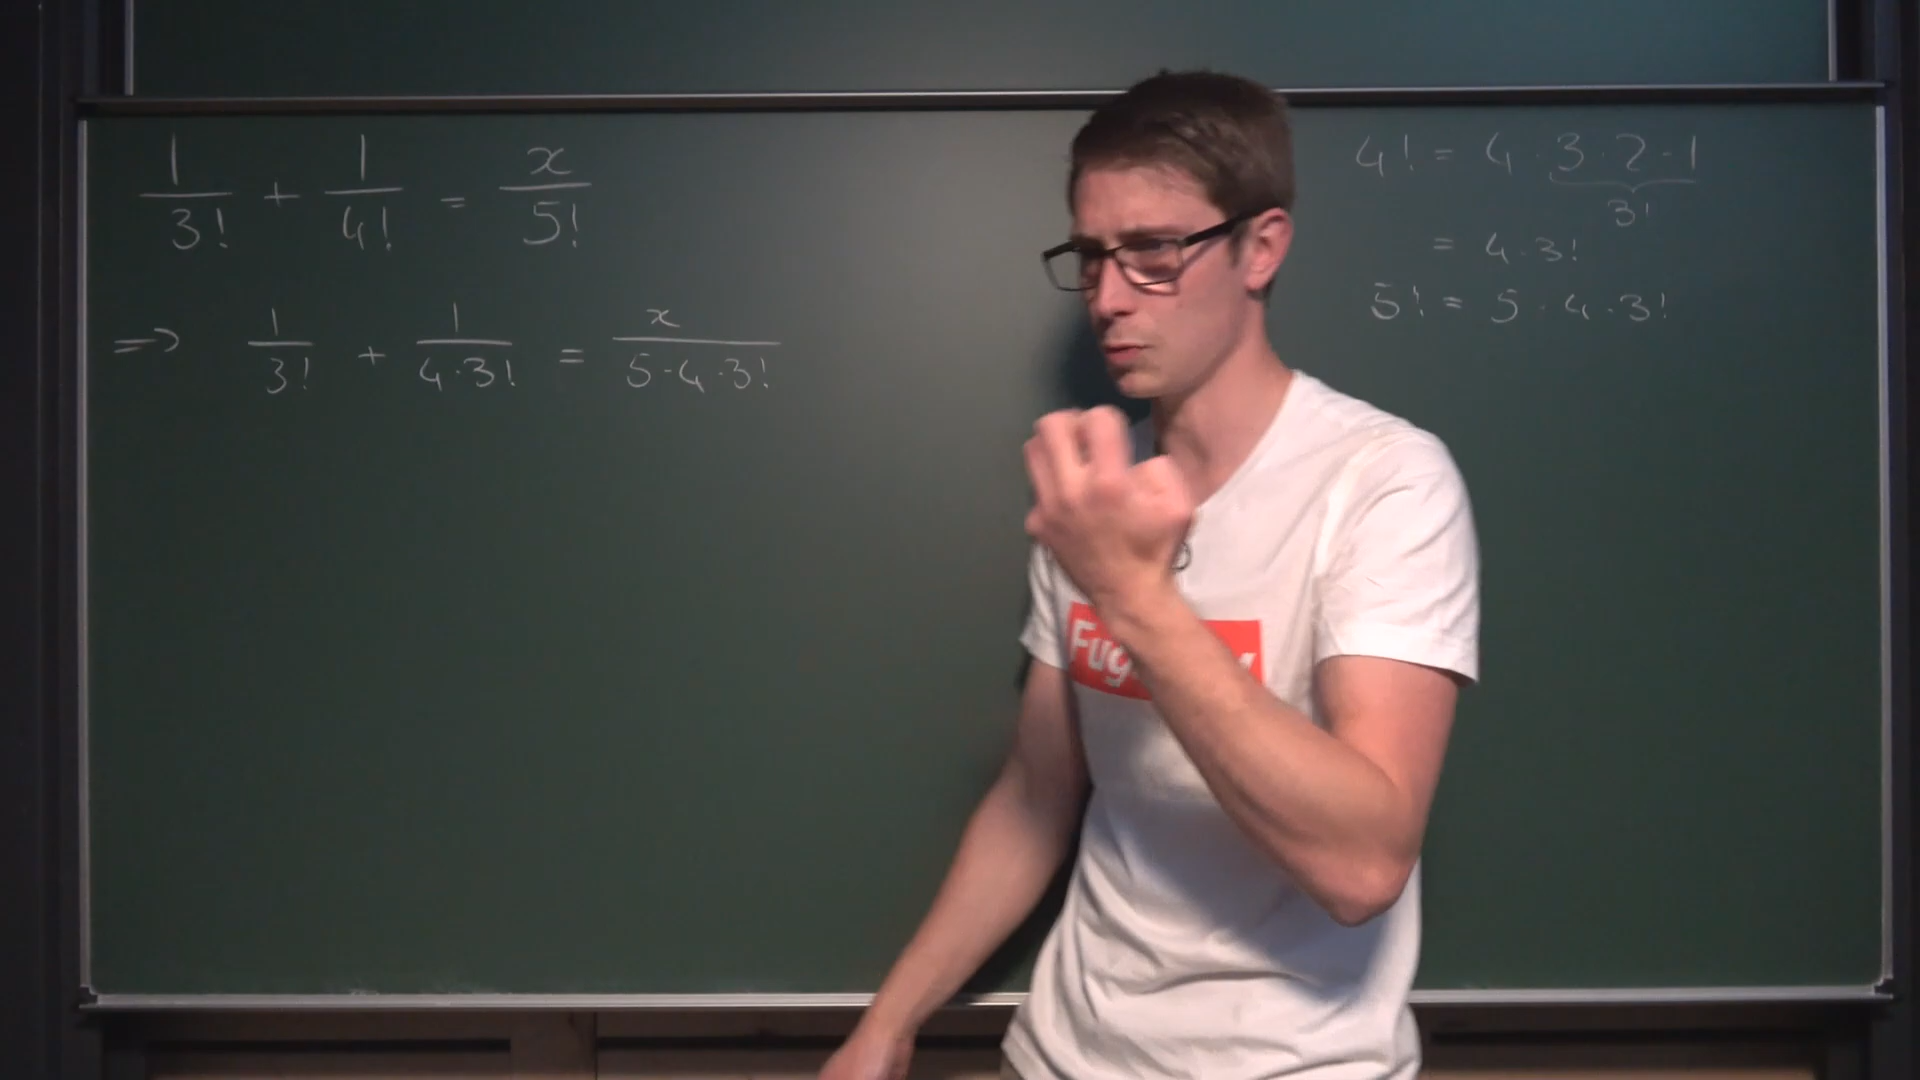 1/3! + 1/4! = x/5!
⇒ 1/3! + 1/(4·3!) = x/(5·4·3!)
4! = 4·3·2·1
3!
= 4·3!
5! = 5·4·3!